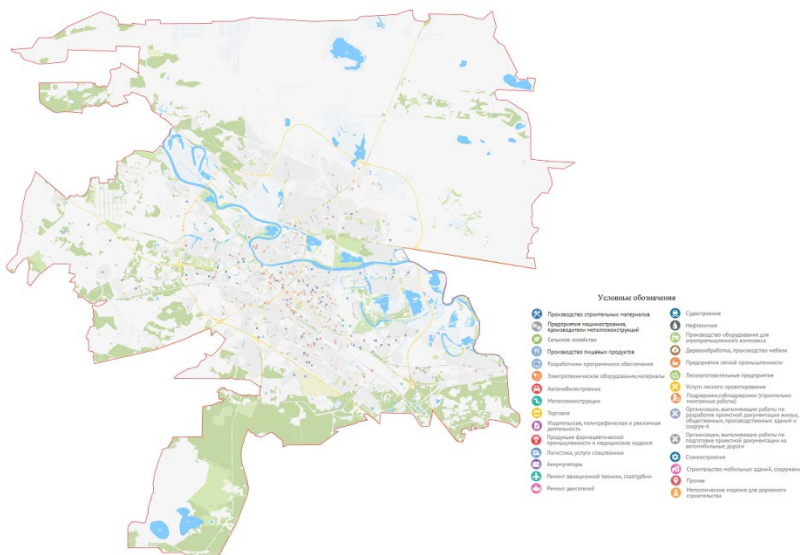 Условные обозначения
Производство строительных материалов
Предприятия машиностроения,
производители металлоконструкций
Сельское хозяйство
Производство пищевых продуктов
Разработчики программного обеспечения
Электротехническое оборудование,материалы
Автомобилестроение
Металлоконструкции
Торговля
Издательская, полиграфическая и рекламная
деятельность
Продукция фармацевтической
промышленности и медицинские изделия
Логистика, услуги спецтехники
Аккумуляторы
Ремонт авиационной техники, газотурбин
Ремонт двигателей
Судостроение
Нефтехимия
Производство оборудования для
агропромышленного комплекса
Деревообработка, производство мебели
Предприятия легкой промышленности
Лесозаготовительные предприятия
Услуги лесного проектирования
Подрядчики,субподрядчики (строительно-
монтажные работы)
Организации, выполняющие работы по
разработке проектной документации жилых,
общественных, производственных зданий и
сооруж-й
Организации, выполняющие работы по
подготовке проектной документации на
автомобильные дороги
Станкостроение
Строительство мобильных зданий, сооружений
Прочее
Металлические изделия для дорожного
строительства